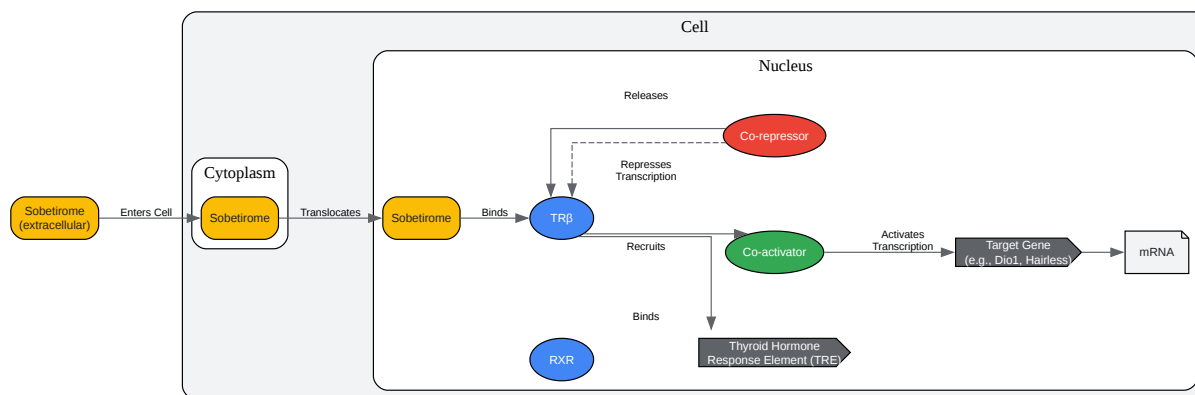 Cell
Nucleus
Releases
Co-repressor
Represses
Transcription
Cytoplasm
Sobetirome
(extracellular)
Enters Cell
Sobetirome
Translocates
Sobetirome
Binds
TRβ
Recruits
Co-activator
Activates
Transcription
Target Gene
(e.g., Dio1, Hairless)
mRNA
Binds
RXR
Thyroid Hormone
Response Element (TRE)